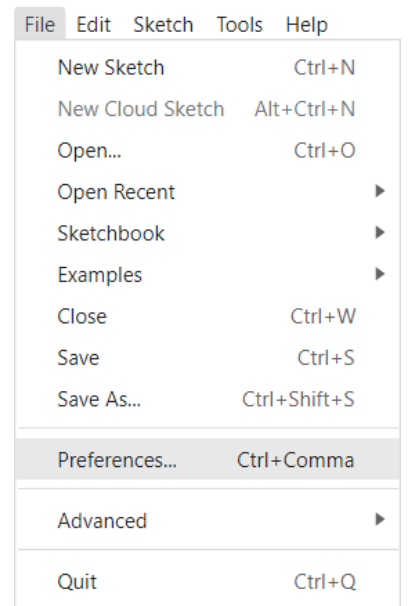 File Edit Sketch Tools Help
New Sketch Ctrl+N
New Cloud Sketch Alt+Ctrl+N
Open... Ctrl+O
Open Recent
Sketchbook
Examples
Close Ctrl+W
Save Ctrl+S
Save As... Ctrl+Shift+S
Preferences... Ctrl+Comma
Advanced
Quit Ctrl+Q